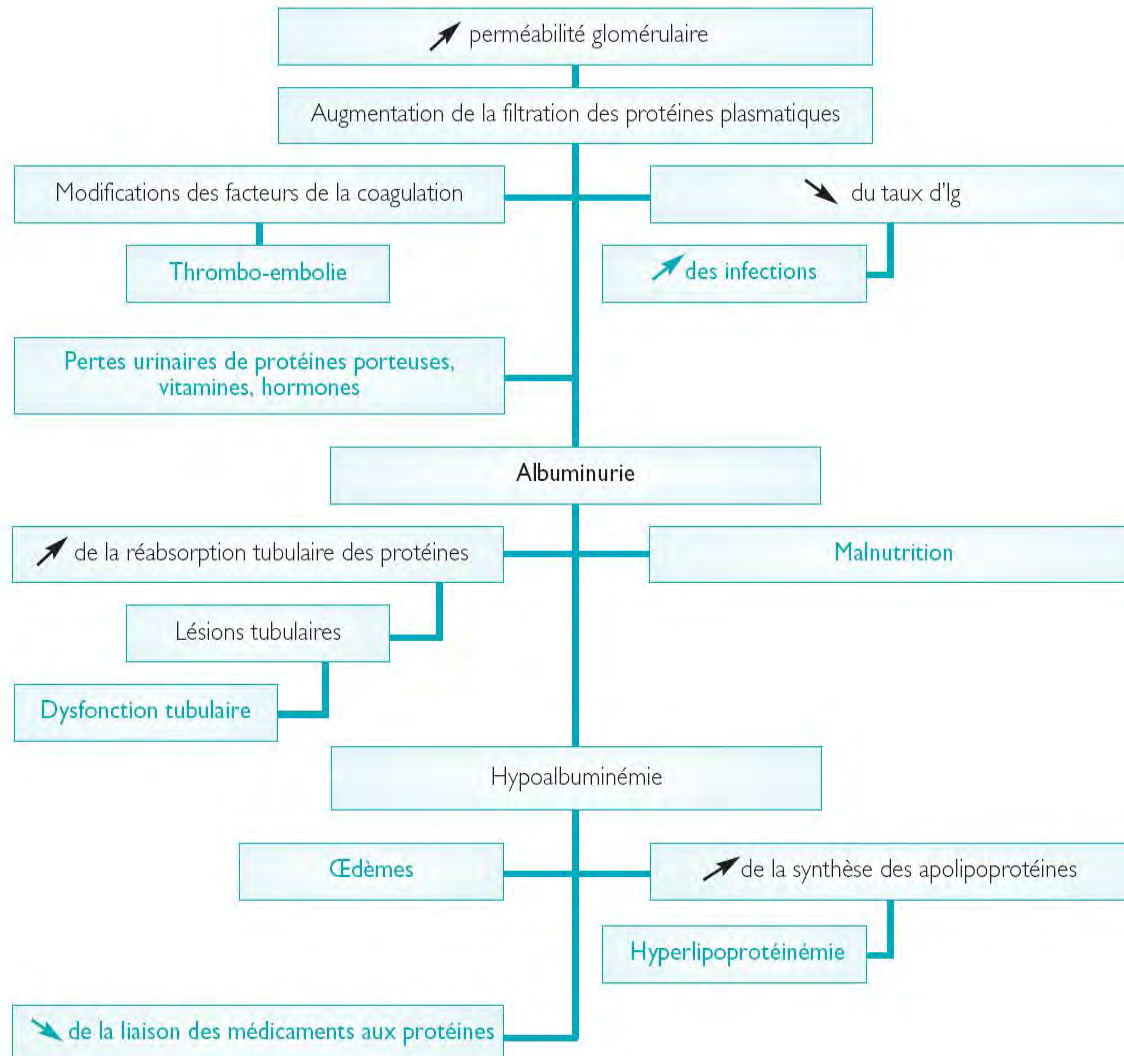 ↗ perméabilité glomérulaire
Augmentation de la filtration des protéines plasmatiques
Modifications des facteurs de la coagulation
↘ du taux d'Ig
Thrombo-embolie
↗ des infections
Pertes urinaires de protéines porteuses,
vitamines, hormones
Albuminurie
↗ de la réabsorption tubulaire des protéines
Malnutrition
Lésions tubulaires
Dysfonction tubulaire
Hypoalbuminémie
Œdèmes
↗ de la synthèse des apolipoprotéines
Hyperlipoprotéinémie
↘ de la liaison des médicaments aux protéines